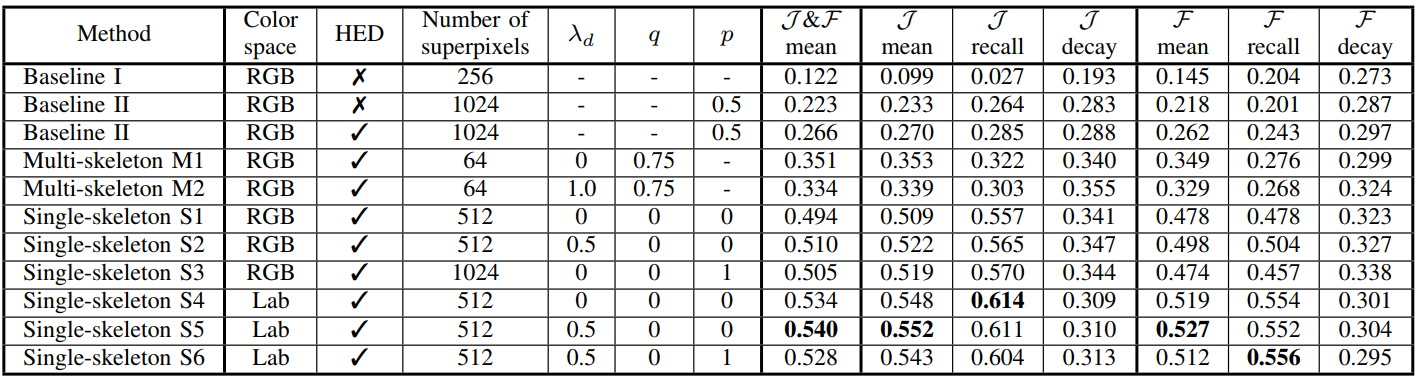 Method Color space HED Number of superpixels λd q p J&F mean J mean J recall J decay F mean F recall F decay
Baseline I RGB ✗ 256 - - - 0.122 0.099 0.027 0.193 0.145 0.204 0.273
Baseline II RGB ✗ 1024 - - 0.5 0.223 0.233 0.264 0.283 0.218 0.201 0.287
Baseline II RGB ✓ 1024 - - 0.5 0.266 0.270 0.285 0.288 0.262 0.243 0.297
Multi-skeleton M1 RGB ✓ 64 0 0.75 - 0.351 0.353 0.322 0.340 0.349 0.276 0.299
Multi-skeleton M2 RGB ✓ 64 1.0 0.75 - 0.334 0.339 0.303 0.355 0.329 0.268 0.324
Single-skeleton S1 RGB ✓ 512 0 0 0 0.494 0.509 0.557 0.341 0.478 0.478 0.323
Single-skeleton S2 RGB ✓ 512 0.5 0 0 0.510 0.522 0.565 0.347 0.498 0.504 0.327
Single-skeleton S3 RGB ✓ 1024 0 0 1 0.505 0.519 0.570 0.344 0.474 0.457 0.338
Single-skeleton S4 Lab ✓ 512 0 0 0 0.534 0.548 0.614 0.309 0.519 0.554 0.301
Single-skeleton S5 Lab ✓ 512 0.5 0 0 0.540 0.552 0.611 0.310 0.527 0.552 0.304
Single-skeleton S6 Lab ✓ 512 0.5 0 1 0.528 0.543 0.604 0.313 0.512 0.556 0.295